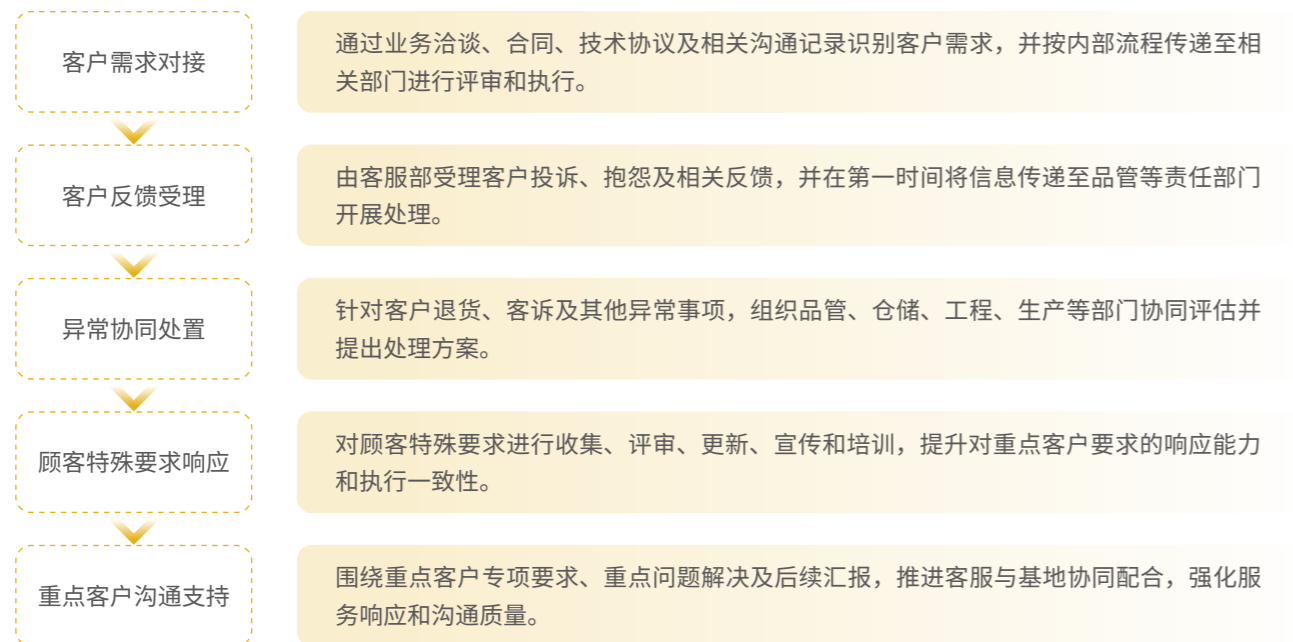 客户需求对接
通过业务洽谈、合同、技术协议及相关沟通记录识别客户需求，并按内部流程传递至相
关部门进行评审和执行。
客户反馈受理
由客服部受理客户投诉、抱怨及相关反馈，并在第一时间将信息传递至品管等责任部门
开展处理。
异常协同处置
针对客户退货、客诉及其他异常事项，组织品管、仓储、工程、生产等部门协同评估并
提出处理方案。
顾客特殊要求响应
对顾客特殊要求进行收集、评审、更新、宣传和培训，提升对重点客户要求的响应能力
和执行一致性。
重点客户沟通支持
围绕重点客户专项要求、重点问题解决及后续汇报，推进客服与基地协同配合，强化服
务响应和沟通质量。